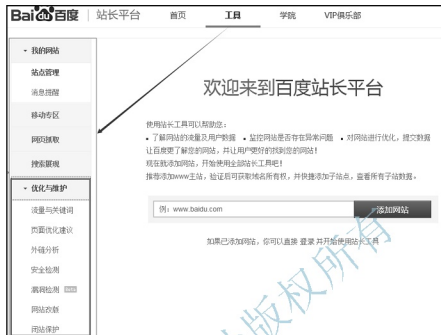 Bai百度 站长平台 首页 工具 学院 VIP俱乐部
我的网站
站点管理
消息提醒
移动专区
网页抓取
搜索展现
优化与维护
流量与关键词
页面优化建议
外链分析
安全检测
漏洞检测
网站改版
闭站保护
欢迎来到百度站长平台
使用站长工具可以帮助您：
• 了解网站的流量及用户数据 • 监控网站是否存在异常问题 • 对网站进行优化，提交数据
让百度更了解您的网站，并让用户更好的找到您的网站！
现在就添加网站，开始使用全部站长工具吧！
推荐添加www主站，验证后可获取域名所有权，并快捷添加子站点，查看所有子站数据。
例：www.baidu.com 添加网站
如果已添加网站，你可以直接 登录 并开始使用站长工具
版权所有